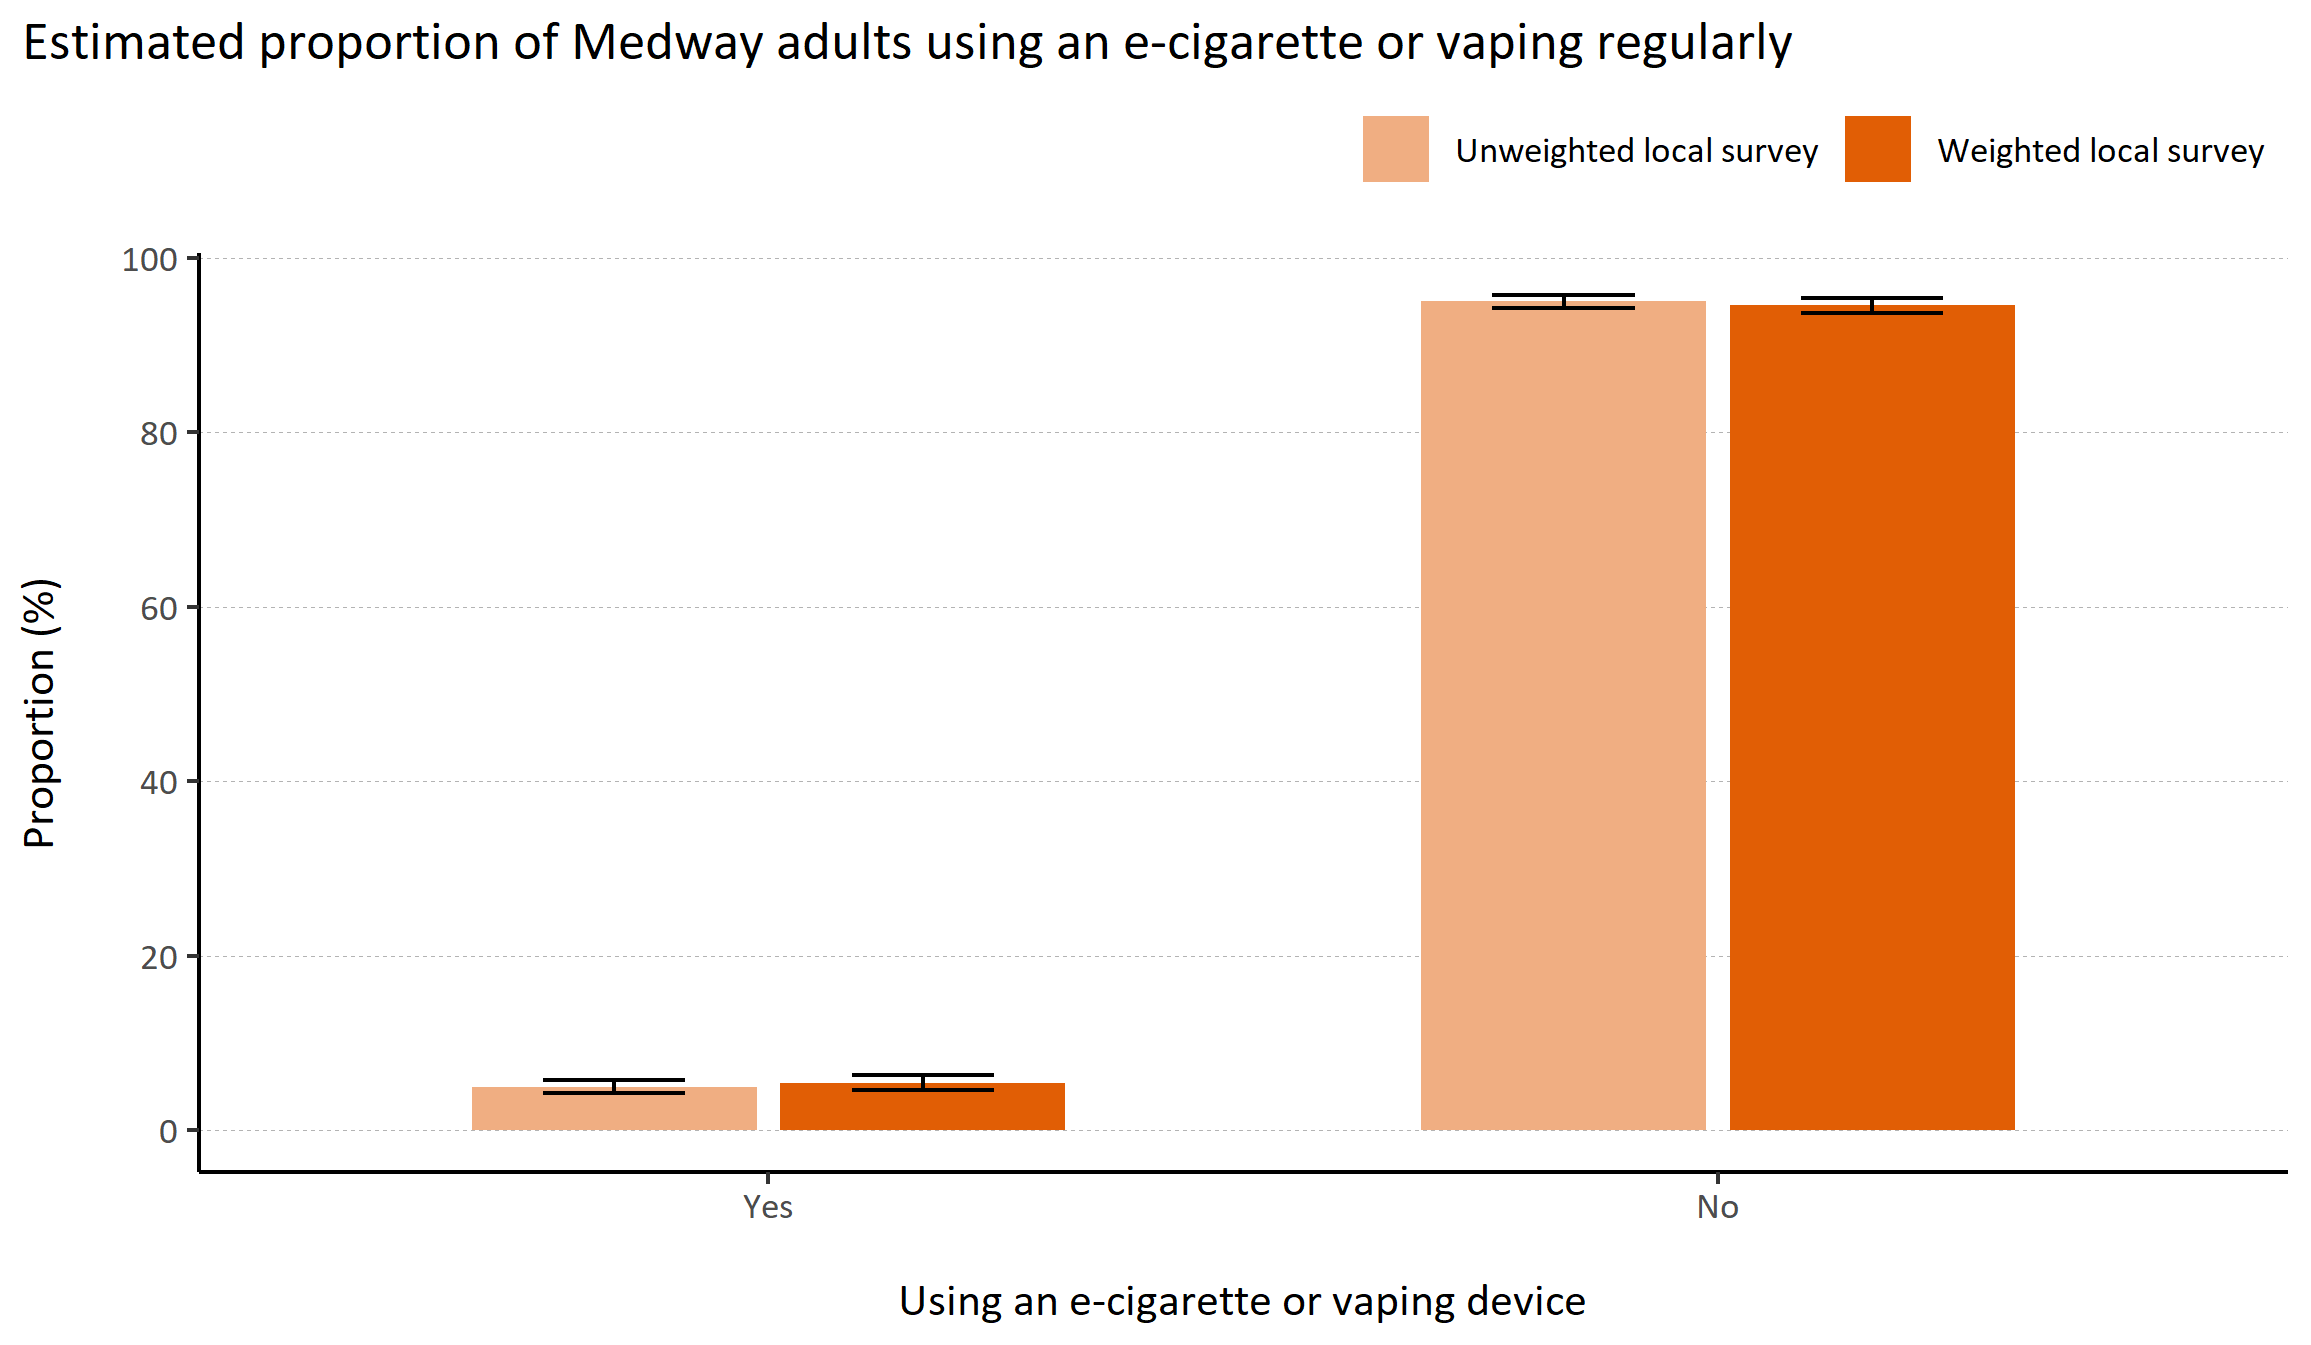 Estimated proportion of Medway adults using an e-cigarette or vaping regularly
Unweighted local survey Weighted local survey
100
80
60
40
20
0
Proportion (%)
Yes No
Using an e-cigarette or vaping device